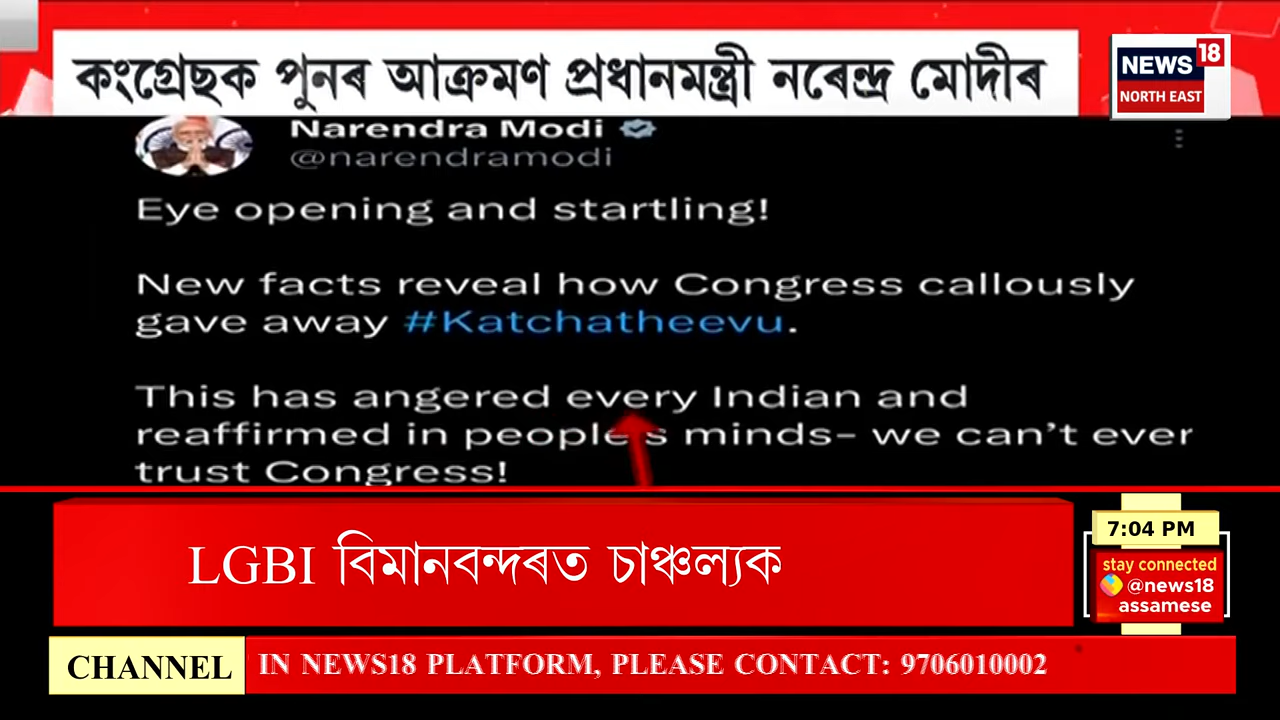 কংগ্ৰেছক পুনৰ আক্ৰমণ প্ৰধানমন্ত্ৰী নৰেন্দ্ৰ মোদীৰ
NEWS 18
NORTH EAST
Narendra Modi
@narendramodi
Eye opening and startling!
New facts reveal how Congress callously
gave away #Katchatheevu.
This has angered every Indian and
reaffirmed in people's minds– we can't ever
trust Congress!
LGBI বিমানবন্দৰত চাঞ্চল্যক
7:04 PM
stay connected
@news18
assamese
CHANNEL
IN NEWS18 PLATFORM, PLEASE CONTACT: 9706010002